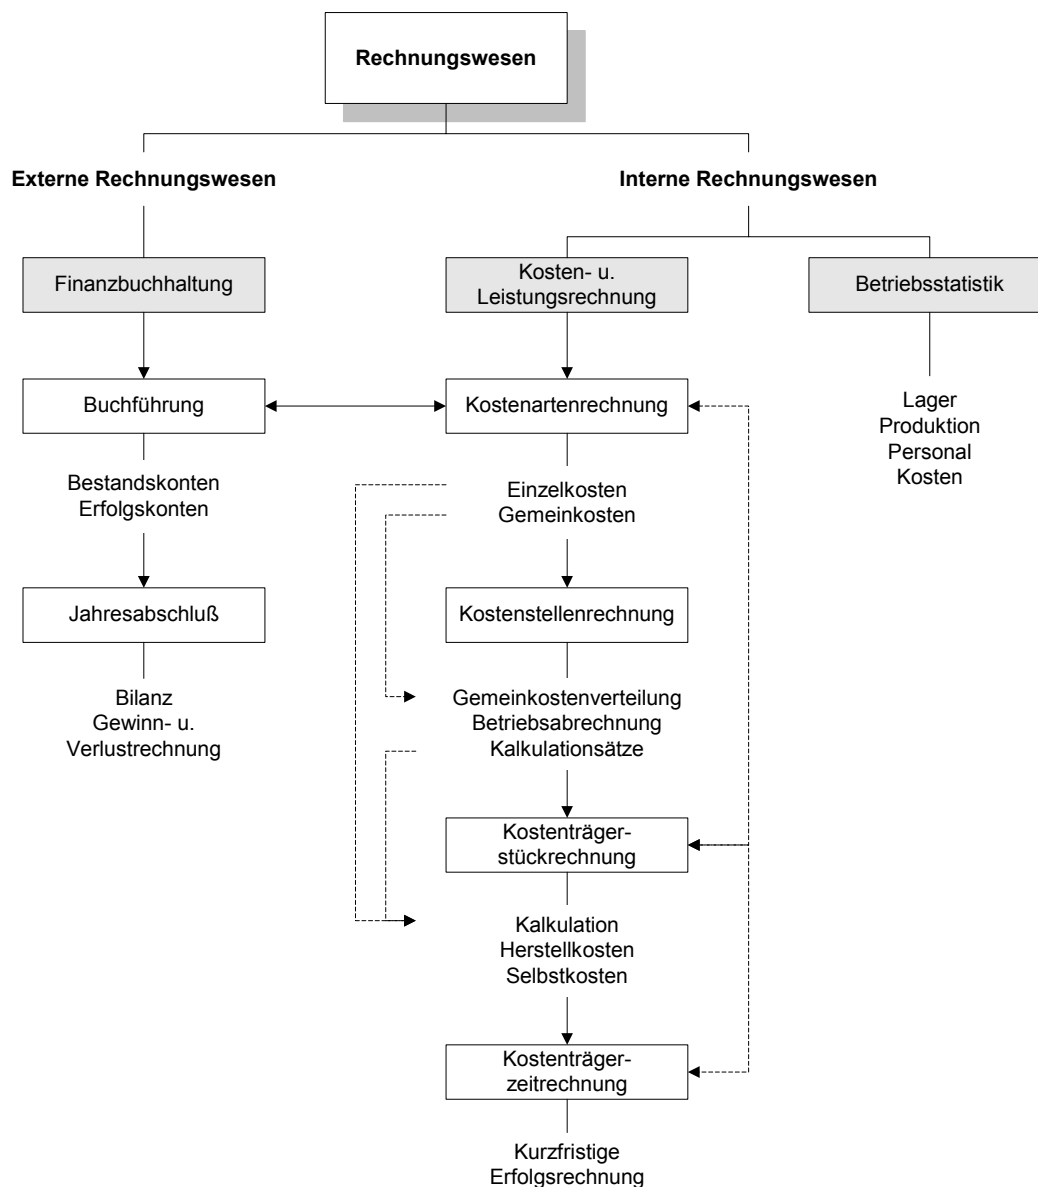 Rechnungswesen
Externe Rechnungswesen
Interne Rechnungswesen
Finanzbuchhaltung
Kosten- u.
Leistungsrechnung
Betriebsstatistik
Buchführung
Kostenartenrechnung
Lager
Produktion
Personal
Kosten
Bestandskonten
Erfolgskonten
Einzelkosten
Gemeinkosten
Jahresabschluß
Kostenstellenrechnung
Bilanz
Gewinn- u.
Verlustrechnung
Gemeinkostenverteilung
Betriebsabrechnung
Kalkulationsätze
Kostenträger-
stückrechnung
Kalkulation
Herstellkosten
Selbstkosten
Kostenträger-
zeitrechnung
Kurzfristige
Erfolgsrechnung